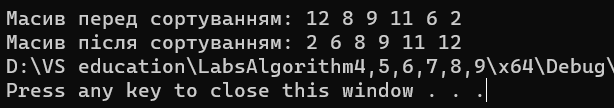 Масив перед сортуванням: 12 8 9 11 6 2
Масив після сортування: 2 6 8 9 11 12
D:\VS education\LabsAlgorithm4,5,6,7,8,9\x64\Debug\
Press any key to close this window . . .